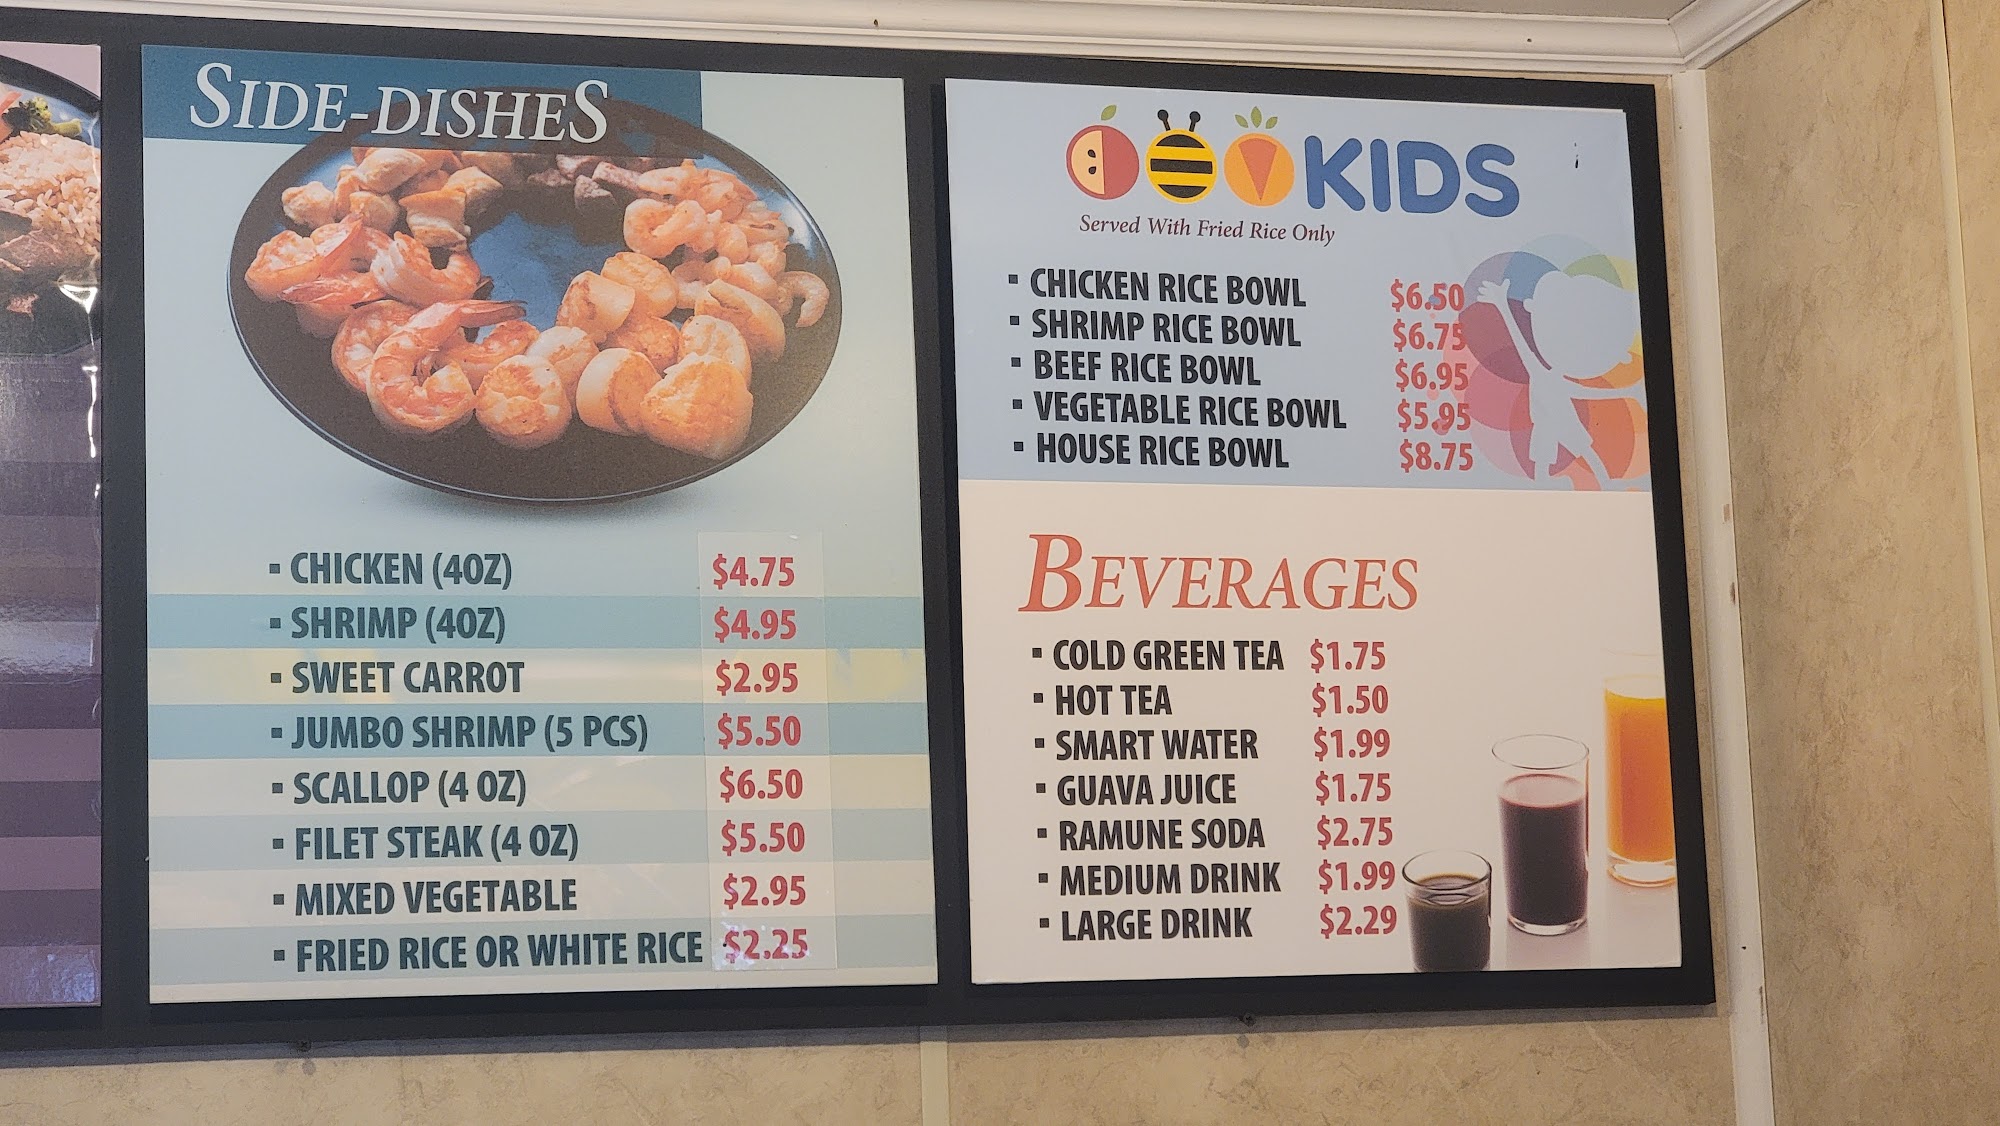 SIDE-DISHES
▪ CHICKEN (4OZ) $4.75
▪ SHRIMP (4OZ) $4.95
▪ SWEET CARROT $2.95
▪ JUMBO SHRIMP (5 PCS) $5.50
▪ SCALLOP (4 OZ) $6.50
▪ FILET STEAK (4 OZ) $5.50
▪ MIXED VEGETABLE $2.95
▪ FRIED RICE OR WHITE RICE $2.25
KIDS
Served With Fried Rice Only
▪ CHICKEN RICE BOWL $6.50
▪ SHRIMP RICE BOWL $6.75
▪ BEEF RICE BOWL $6.95
▪ VEGETABLE RICE BOWL $5.95
▪ HOUSE RICE BOWL $8.75
BEVERAGES
▪ COLD GREEN TEA $1.75
▪ HOT TEA $1.50
▪ SMART WATER $1.99
▪ GUAVA JUICE $1.75
▪ RAMUNE SODA $2.75
▪ MEDIUM DRINK $1.99
▪ LARGE DRINK $2.29